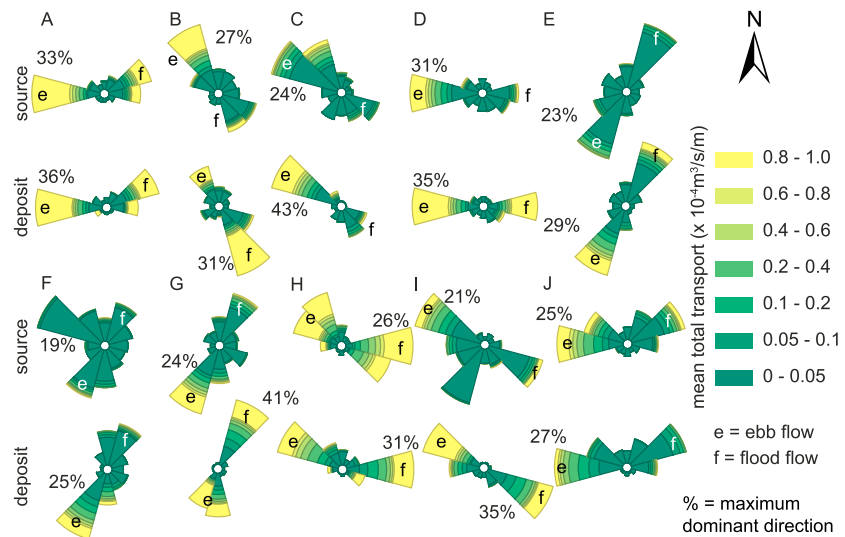 A B C D E N
33% 27% 31%
source e f e f e 24% f e f 23% f e
36% 35%
deposit e f e f 31% e 43% f e f 29% f e
0.8 - 1.0
0.6 - 0.8
0.4 - 0.6
0.2 - 0.4
0.1 - 0.2
0.05 - 0.1
0 - 0.05
mean total transport (x 10⁻⁴m³/s/m)
F G H I J
source 19% f e 24% f e e 26% f 21% e f 25% e f
deposit 25% f e 41% f e e 31% f e 35% f 27% e f
e = ebb flow
f = flood flow
% = maximum
dominant direction